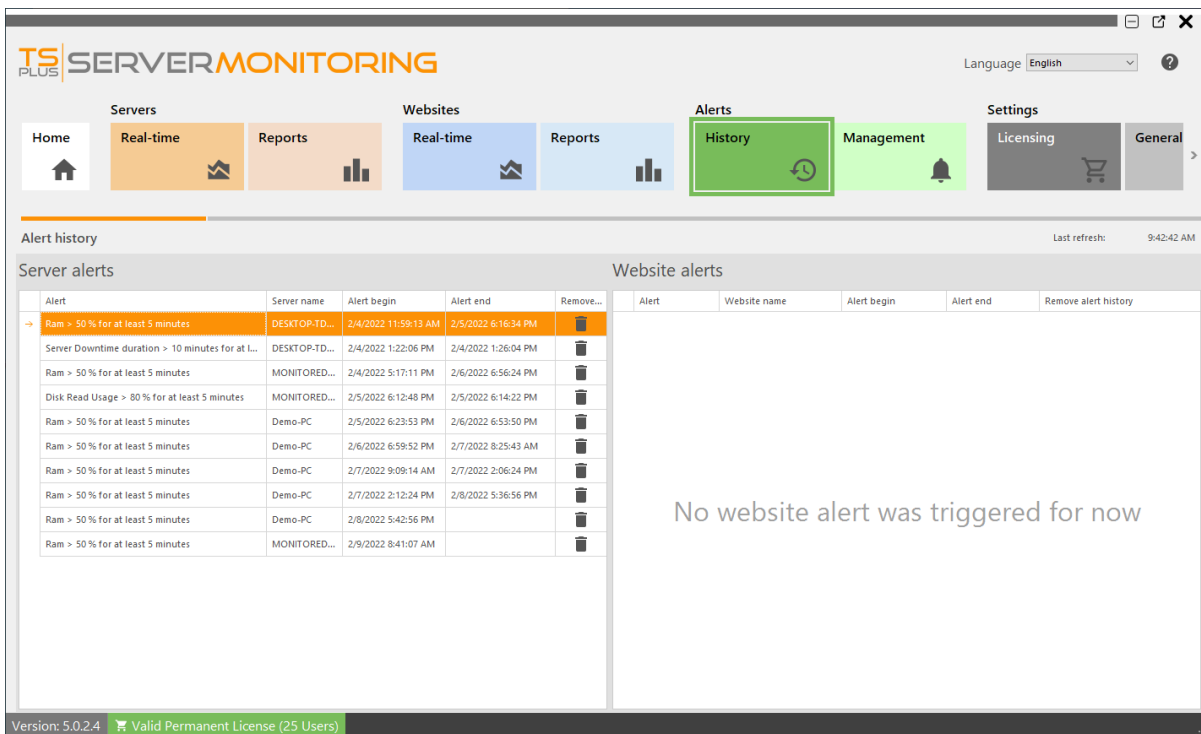 TS PLUS SERVERMONITORING
Language English
Servers Websites Alerts Settings
Home Real-time Reports Real-time Reports History Management Licensing General
Alert history Last refresh: 9:42:42 AM
Server alerts Website alerts
Alert Server name Alert begin Alert end Remove... Alert Website name Alert begin Alert end Remove alert history
Ram > 50 % for at least 5 minutes DESKTOP-TD... 2/4/2022 11:59:13 AM 2/5/2022 6:16:34 PM
Server Downtime duration > 10 minutes for at l... DESKTOP-TD... 2/4/2022 1:22:06 PM 2/4/2022 1:26:04 PM
Ram > 50 % for at least 5 minutes MONITORED... 2/4/2022 5:17:11 PM 2/6/2022 6:56:24 PM
Disk Read Usage > 80 % for at least 5 minutes MONITORED... 2/5/2022 6:12:48 PM 2/5/2022 6:14:22 PM
Ram > 50 % for at least 5 minutes Demo-PC 2/5/2022 6:23:53 PM 2/6/2022 6:53:50 PM
Ram > 50 % for at least 5 minutes Demo-PC 2/6/2022 6:59:52 PM 2/7/2022 8:25:43 AM
Ram > 50 % for at least 5 minutes Demo-PC 2/7/2022 9:09:14 AM 2/7/2022 2:06:24 PM
Ram > 50 % for at least 5 minutes Demo-PC 2/7/2022 2:12:24 PM 2/8/2022 5:36:56 PM
Ram > 50 % for at least 5 minutes Demo-PC 2/8/2022 5:42:56 PM
Ram > 50 % for at least 5 minutes MONITORED... 2/9/2022 8:41:07 AM
No website alert was triggered for now
Version: 5.0.2.4 Valid Permanent License (25 Users)